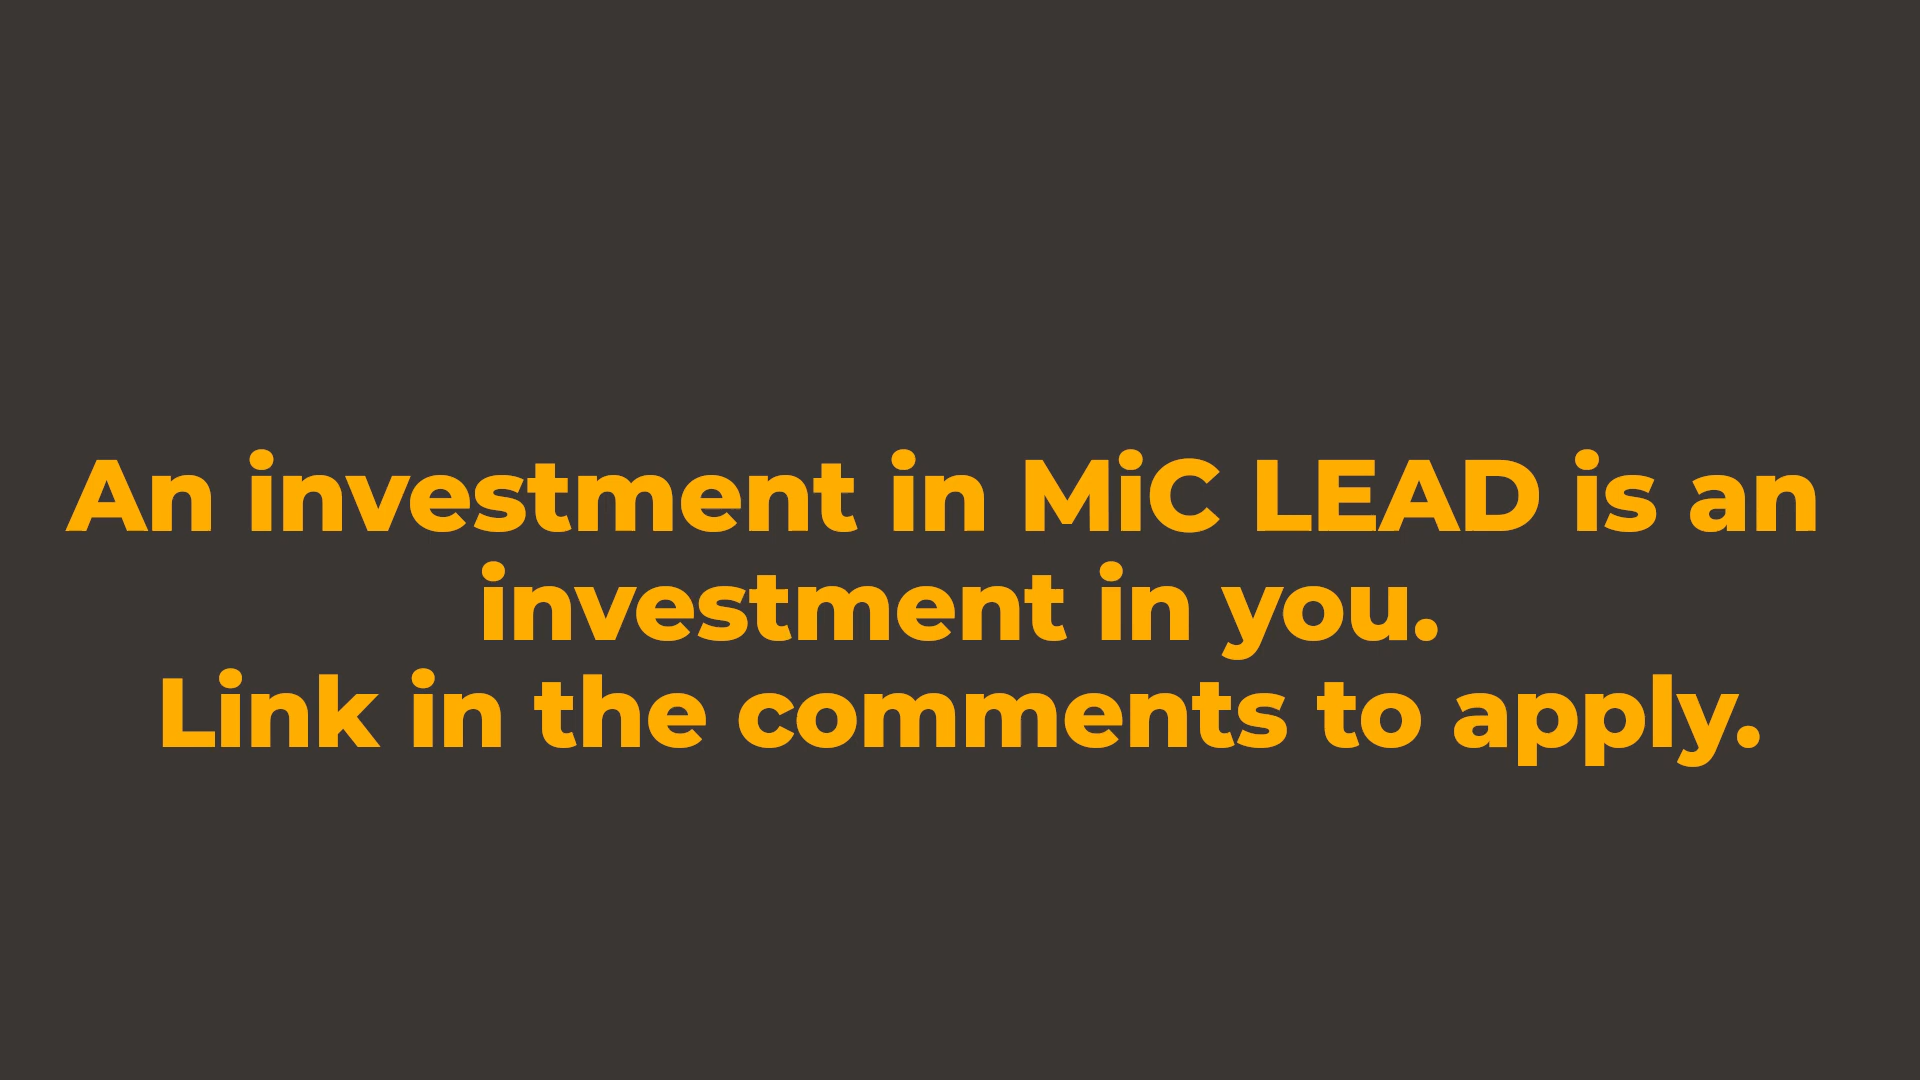 An investment in MiC LEAD is an
investment in you.
Link in the comments to apply.